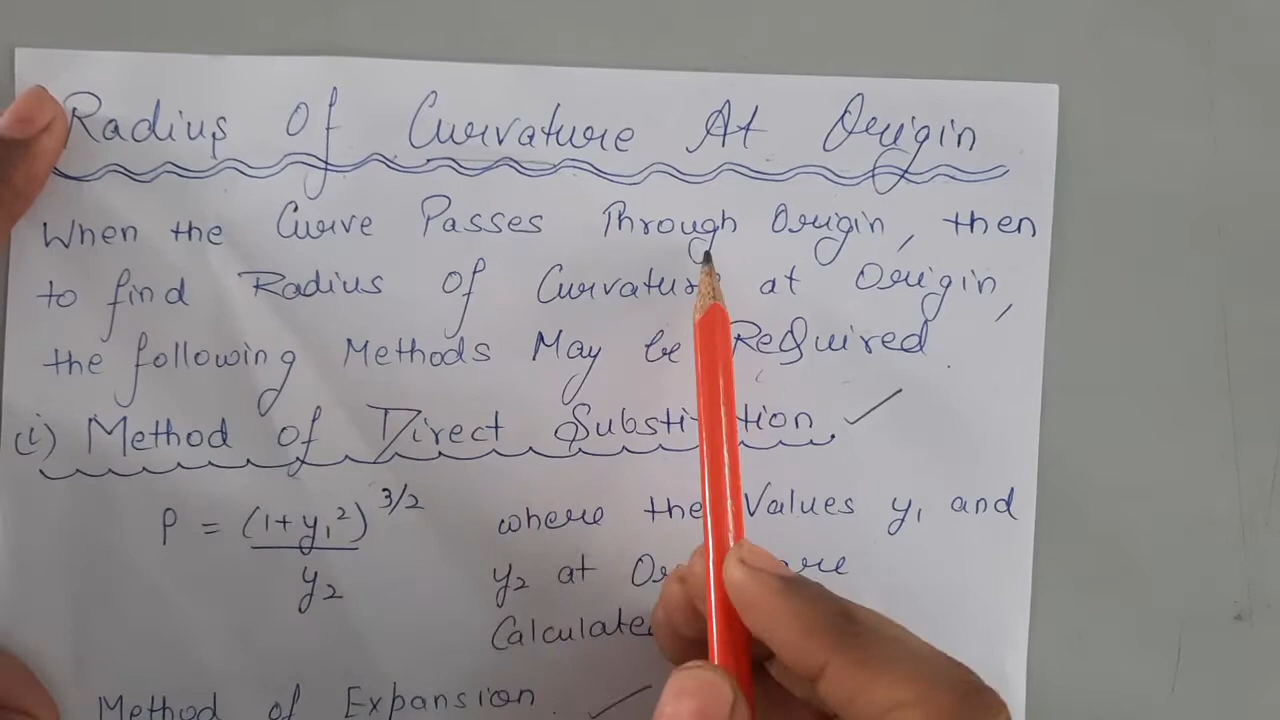 Radius Of Curvature At Origin
When the Curve Passes Through Origin, then
to find Radius Of Curvature at Origin,
the following Methods May be Required.
(i) Method of Direct Substitution ✓
ρ = (1+y₁²)^3/2 / y₂ where the Values y₁ and
y₂ at are
Calculate
Method of Expansion. ✓